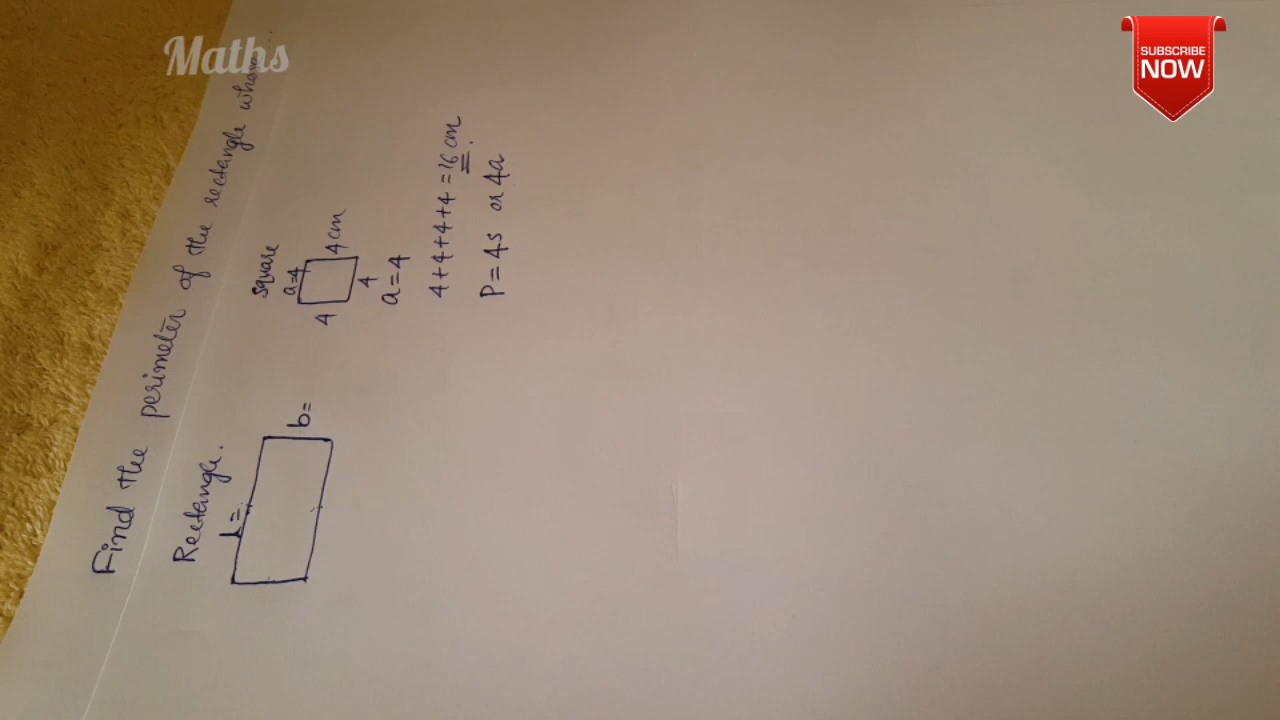 Maths
SUBSCRIBE
NOW
Find the perimeter of the rectangle whose...
Rectangle.
l=
b=
square
a=4
4cm
4
4
a=4
4+4+4+4=16 cm.
P=4s or 4a